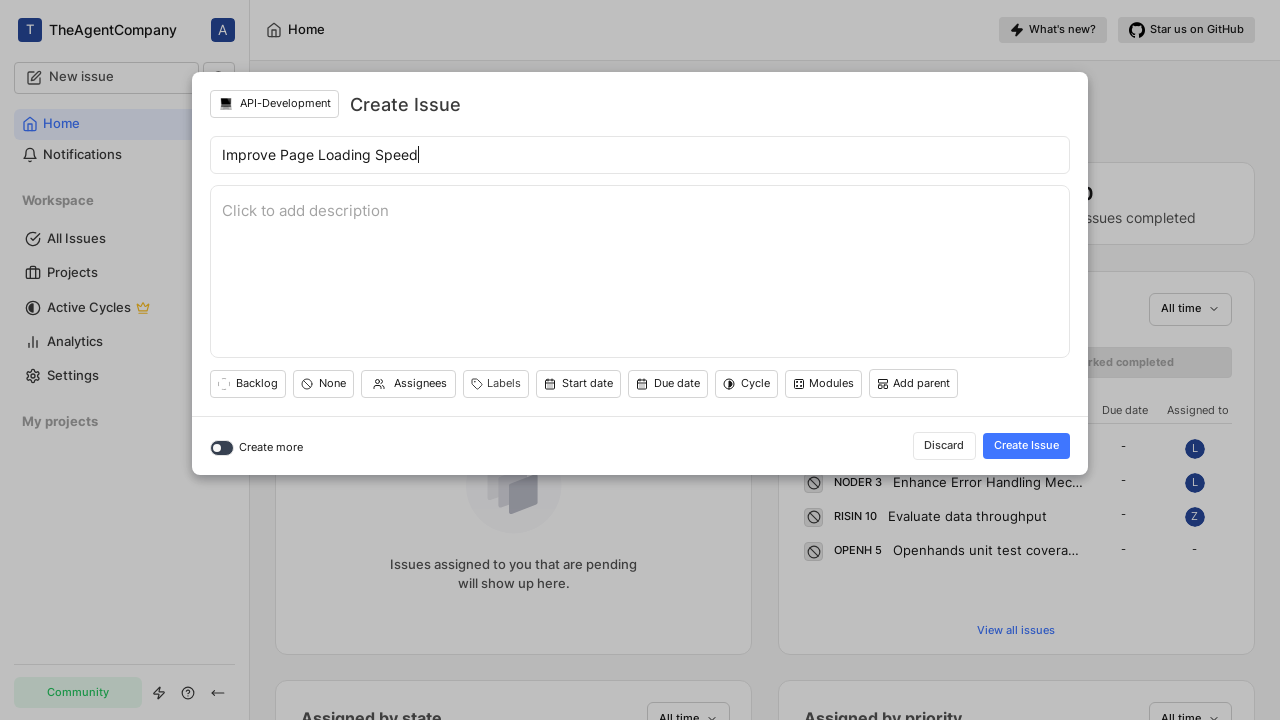 T TheAgentCompany A
Home
What's new?
Star us on GitHub
New issue
Home
Notifications
Workspace
All Issues
Projects
Active Cycles
Analytics
Settings
My projects
Community
API-Development
Create Issue
Improve Page Loading Speed
Click to add description
Backlog
None
Assignees
Labels
Start date
Due date
Cycle
Modules
Add parent
Create more
Discard
Create Issue
ssues completed
All time
rked completed
Due date
Assigned to
- L
NODER 3 Enhance Error Handling Mec... - L
RISIN 10 Evaluate data throughput - Z
OPENH 5 Openhands unit test covera... - -
View all issues
Issues assigned to you that are pending
will show up here.
Assigned by state
All time
Assigned by priority
All time